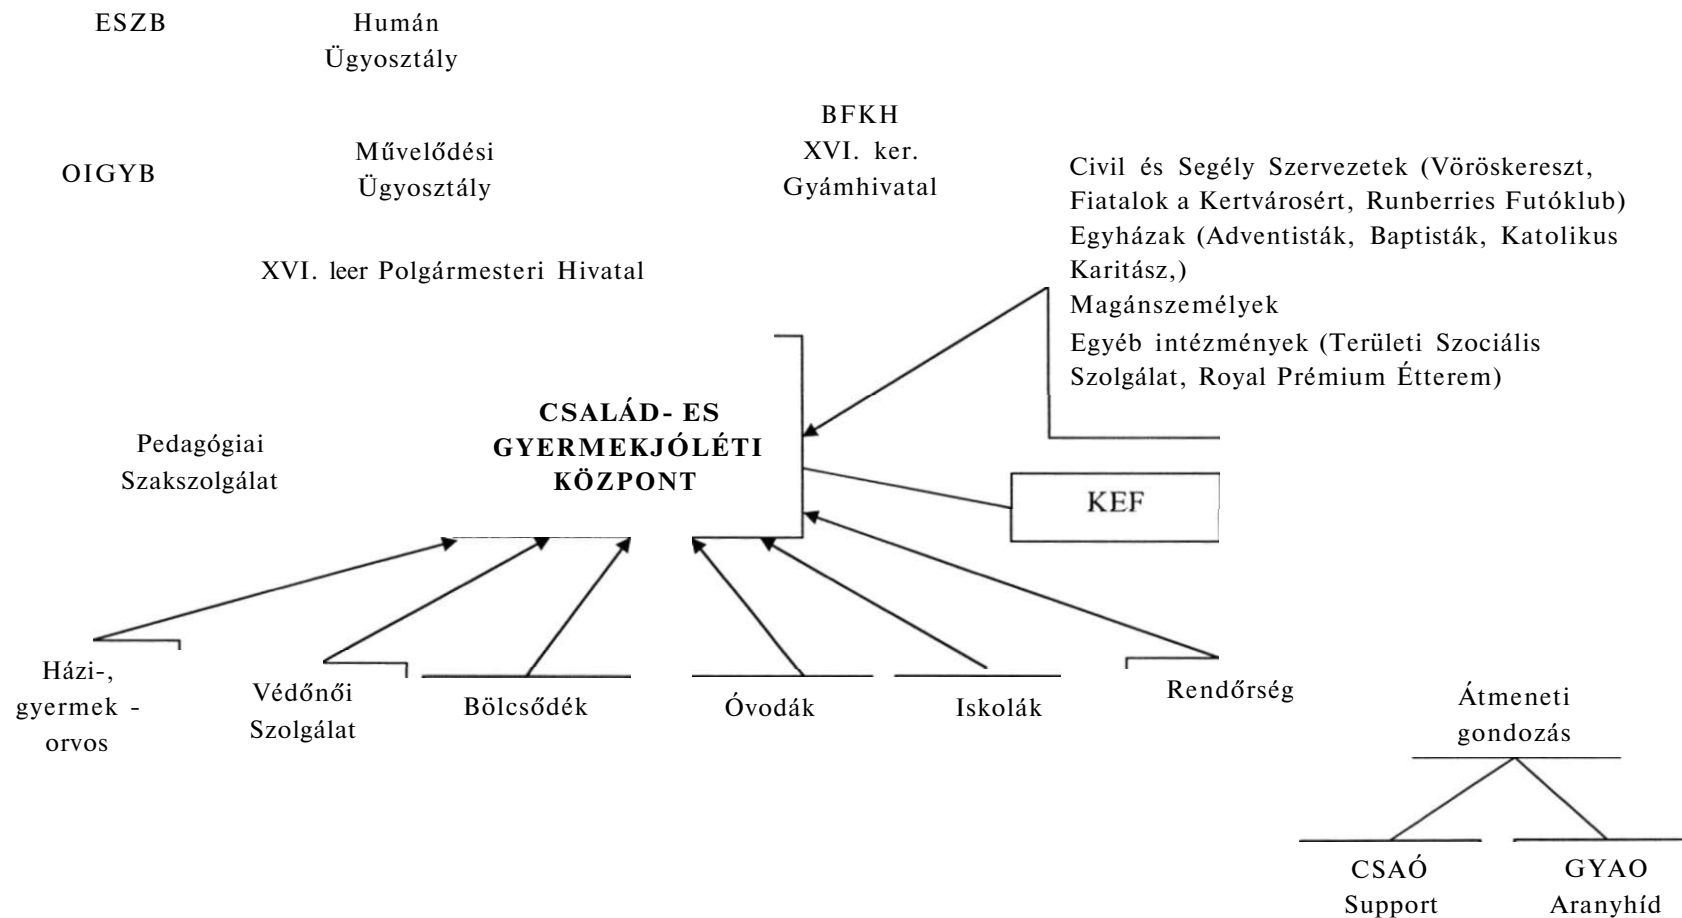 ESZB
Humán
Ügyosztály
OIGYB
Művelődési
Ügyosztály
BFKH
XVI. ker.
Gyámhivatal
XVI. leer Polgármesteri Hivatal
Civil és Segély Szervezetek (Vöröskereszt,
Fiatalok a Kertvárosért, Runberries Futóklub)
Egyházak (Adventisták, Baptisták, Katolikus
Karitász,)
Magánszemélyek
Egyéb intézmények (Területi Szociális
Szolgálat, Royal Prémium Étterem)
Pedagógiai
Szakszolgálat
CSALÁD- ES
GYERMEKJÓLÉTI
KÖZPONT
KEF
Házi-,
gyermek -
orvos
Védőnői
Szolgálat
Bölcsődék
Óvodák
Iskolák
Rendőrség
Átmeneti
gondozás
CSAÓ
Support
GYAO
Aranyhíd